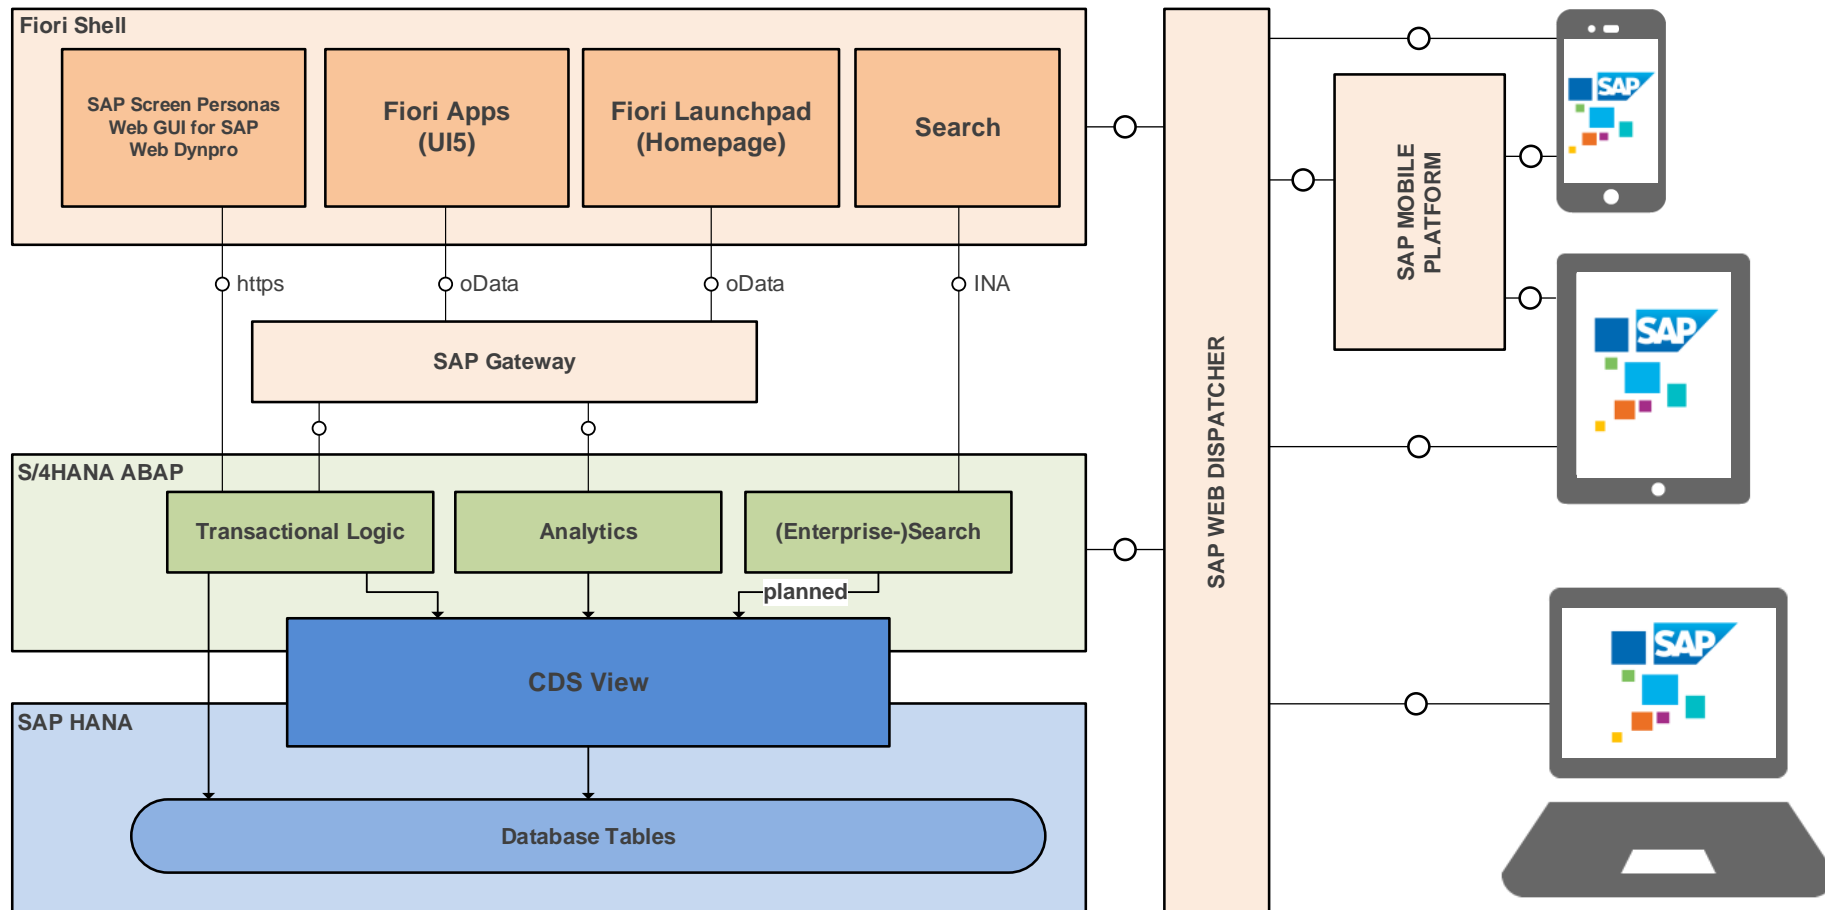 Fiori Shell
SAP Screen Personas
Web GUI for SAP
Web Dynpro
Fiori Apps
(UI5)
Fiori Launchpad
(Homepage)
Search
https
oData
oData
INA
SAP Gateway
S/4HANA ABAP
Transactional Logic
Analytics
(Enterprise-)Search
planned
CDS View
SAP HANA
Database Tables
SAP WEB DISPATCHER
SAP MOBILE
PLATFORM
SAP
SAP
SAP